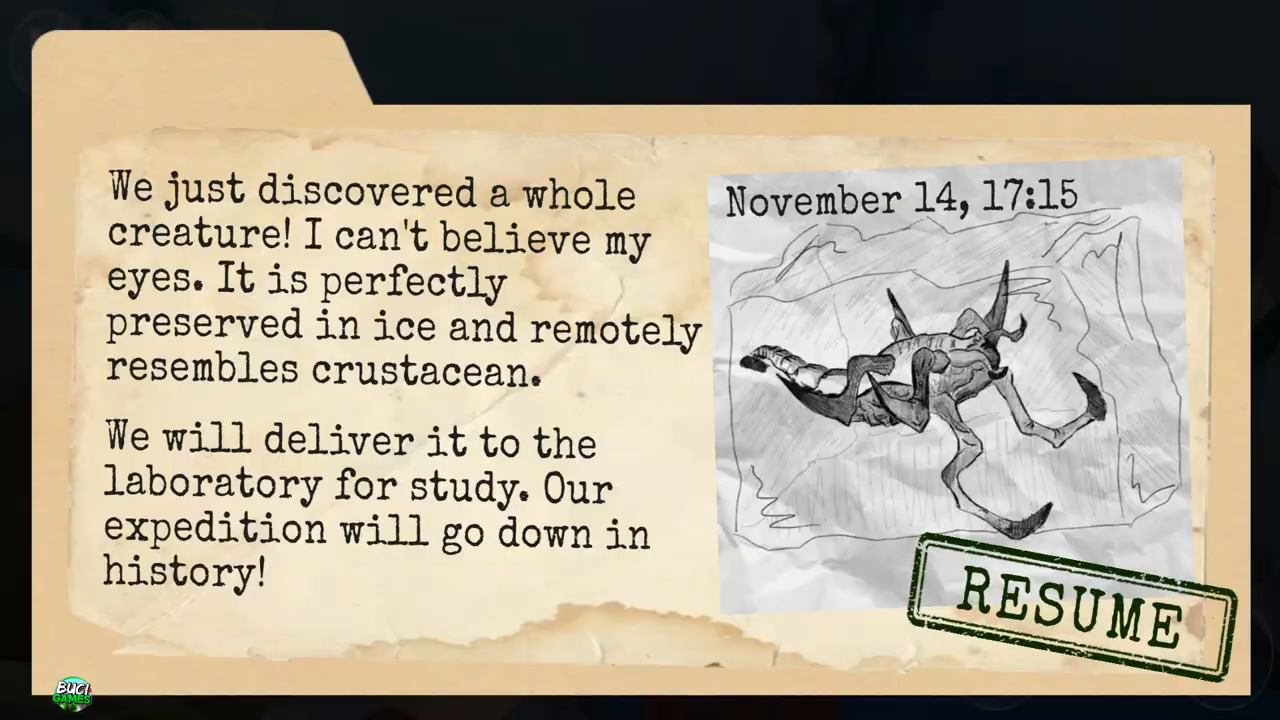 We just discovered a whole
creature! I can't believe my
eyes. It is perfectly
preserved in ice and remotely
resembles crustacean.
We will deliver it to the
laboratory for study. Our
expedition will go down in
history!
November 14, 17:15
RESUME
BUCI
GAMES